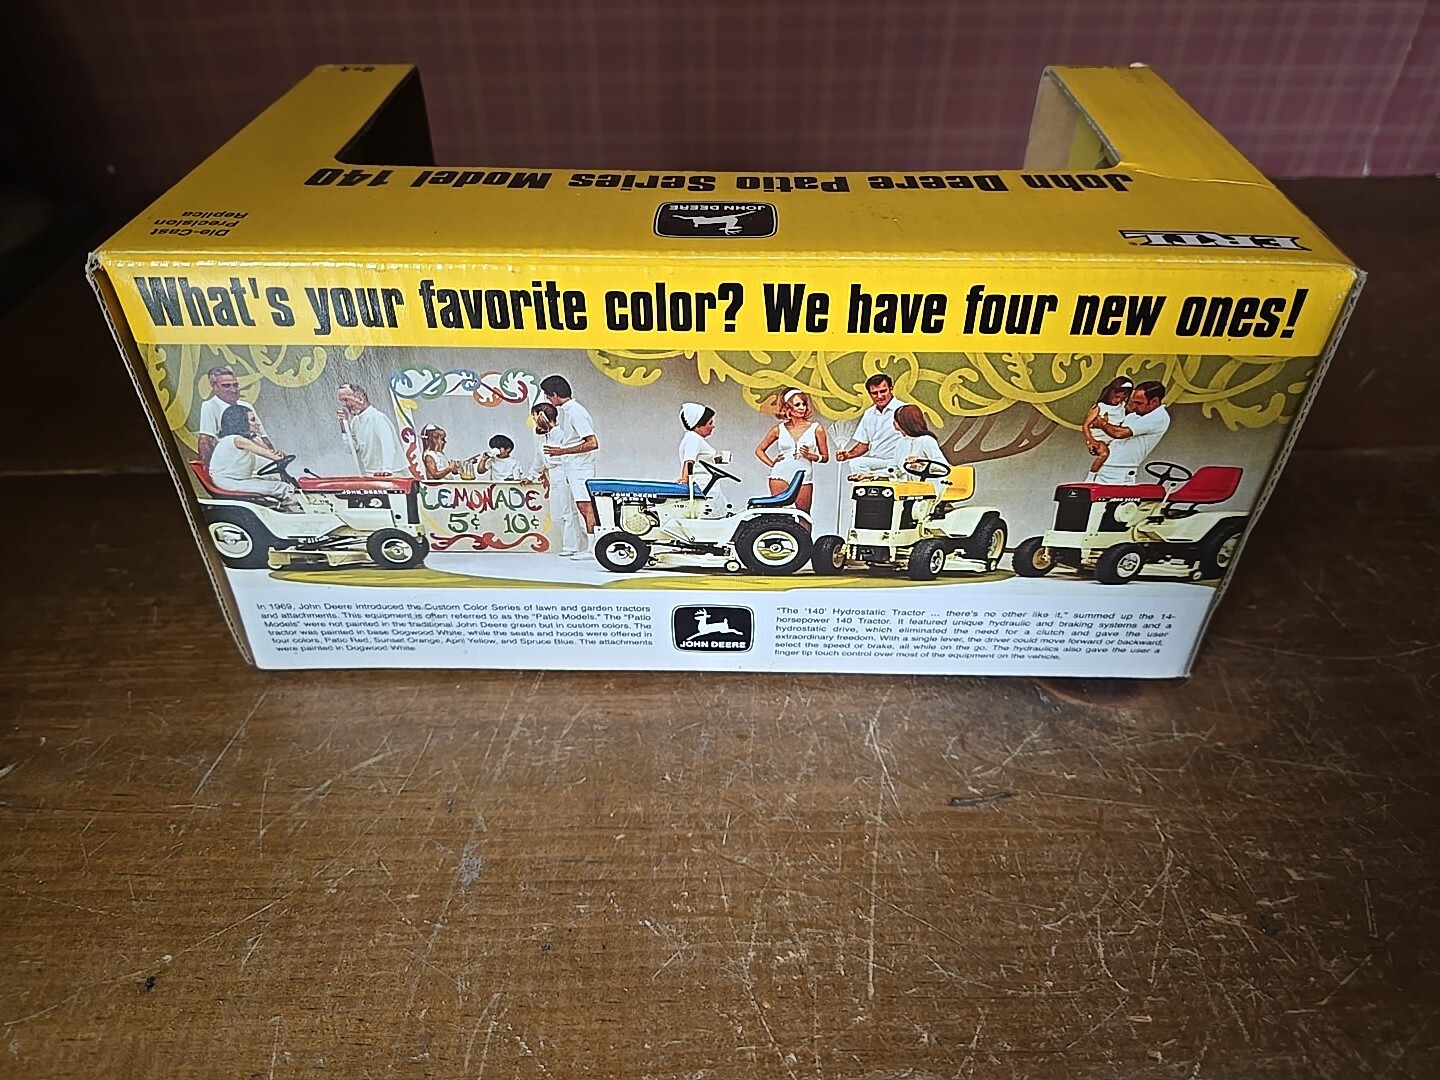 8+4
John Deere Patio Series Model 140
Die-Cast
Precision
Replica
JOHN DEERE
ERTL
What's your favorite color? We have four new ones!
JOHN DEERE
JOHN DEERE
JOHN DEERE
LEMONADE
5¢ 10¢
In 1969, John Deere introduced the Custom Color Series of lawn and garden tractors
and attachments. This equipment is often referred to as the "Patio Models." The "Patio
Models" were not painted in the traditional John Deere green but in custom colors. The
tractor was painted in base Dogwood White, while the seats and hoods were offered in
four colors, Patio Red, Sunset Orange, April Yellow, and Spruce Blue. The attachments
were painted in Dogwood White.
JOHN DEERE
"The '140' Hydrostatic Tractor ... there's no other like it," summed up the 14-
horsepower 140 Tractor. It featured unique hydraulic and braking systems and a
hydrostatic drive, which eliminated the need for a clutch and gave the user
extraordinary freedom. With a single lever, the driver could move forward or backward,
select the speed or brake, all while on the go. The hydraulics also gave the user a
finger tip touch control over most of the equipment on the vehicle.